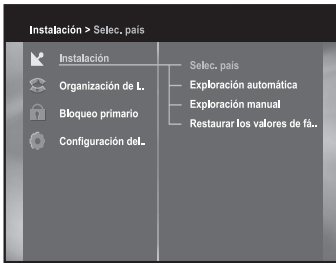 Instalación > Selec. país
Instalación
Organización de L.
Bloqueo primario
Configuración del..
Selec. país
Exploración automática
Exploración manual
Restaurar los valores de fá..